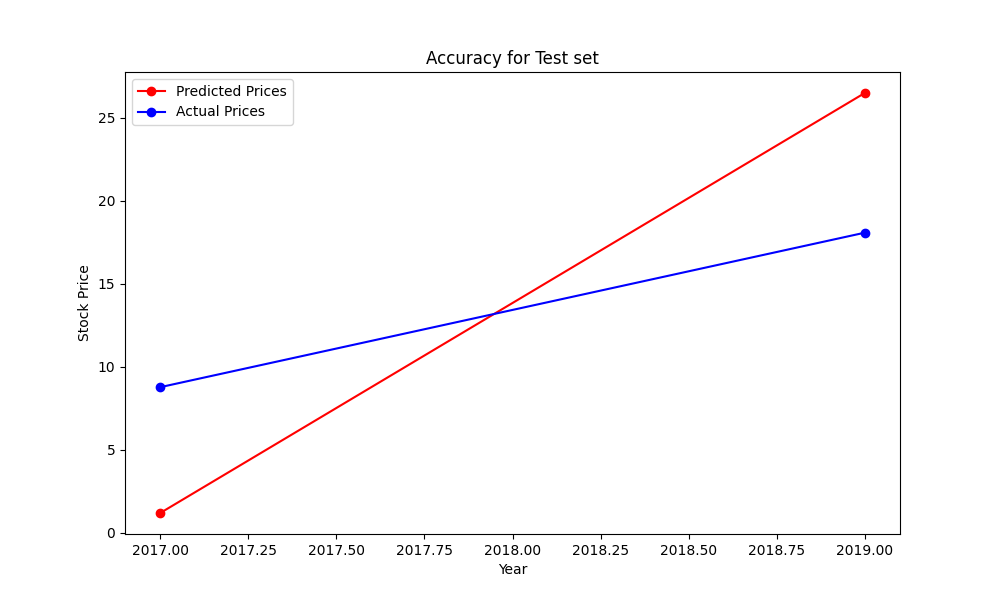 Accuracy for Test set
Predicted Prices
Actual Prices
25
20
15
10
5
0
Stock Price
2017.00 2017.25 2017.50 2017.75 2018.00 2018.25 2018.50 2018.75 2019.00
Year